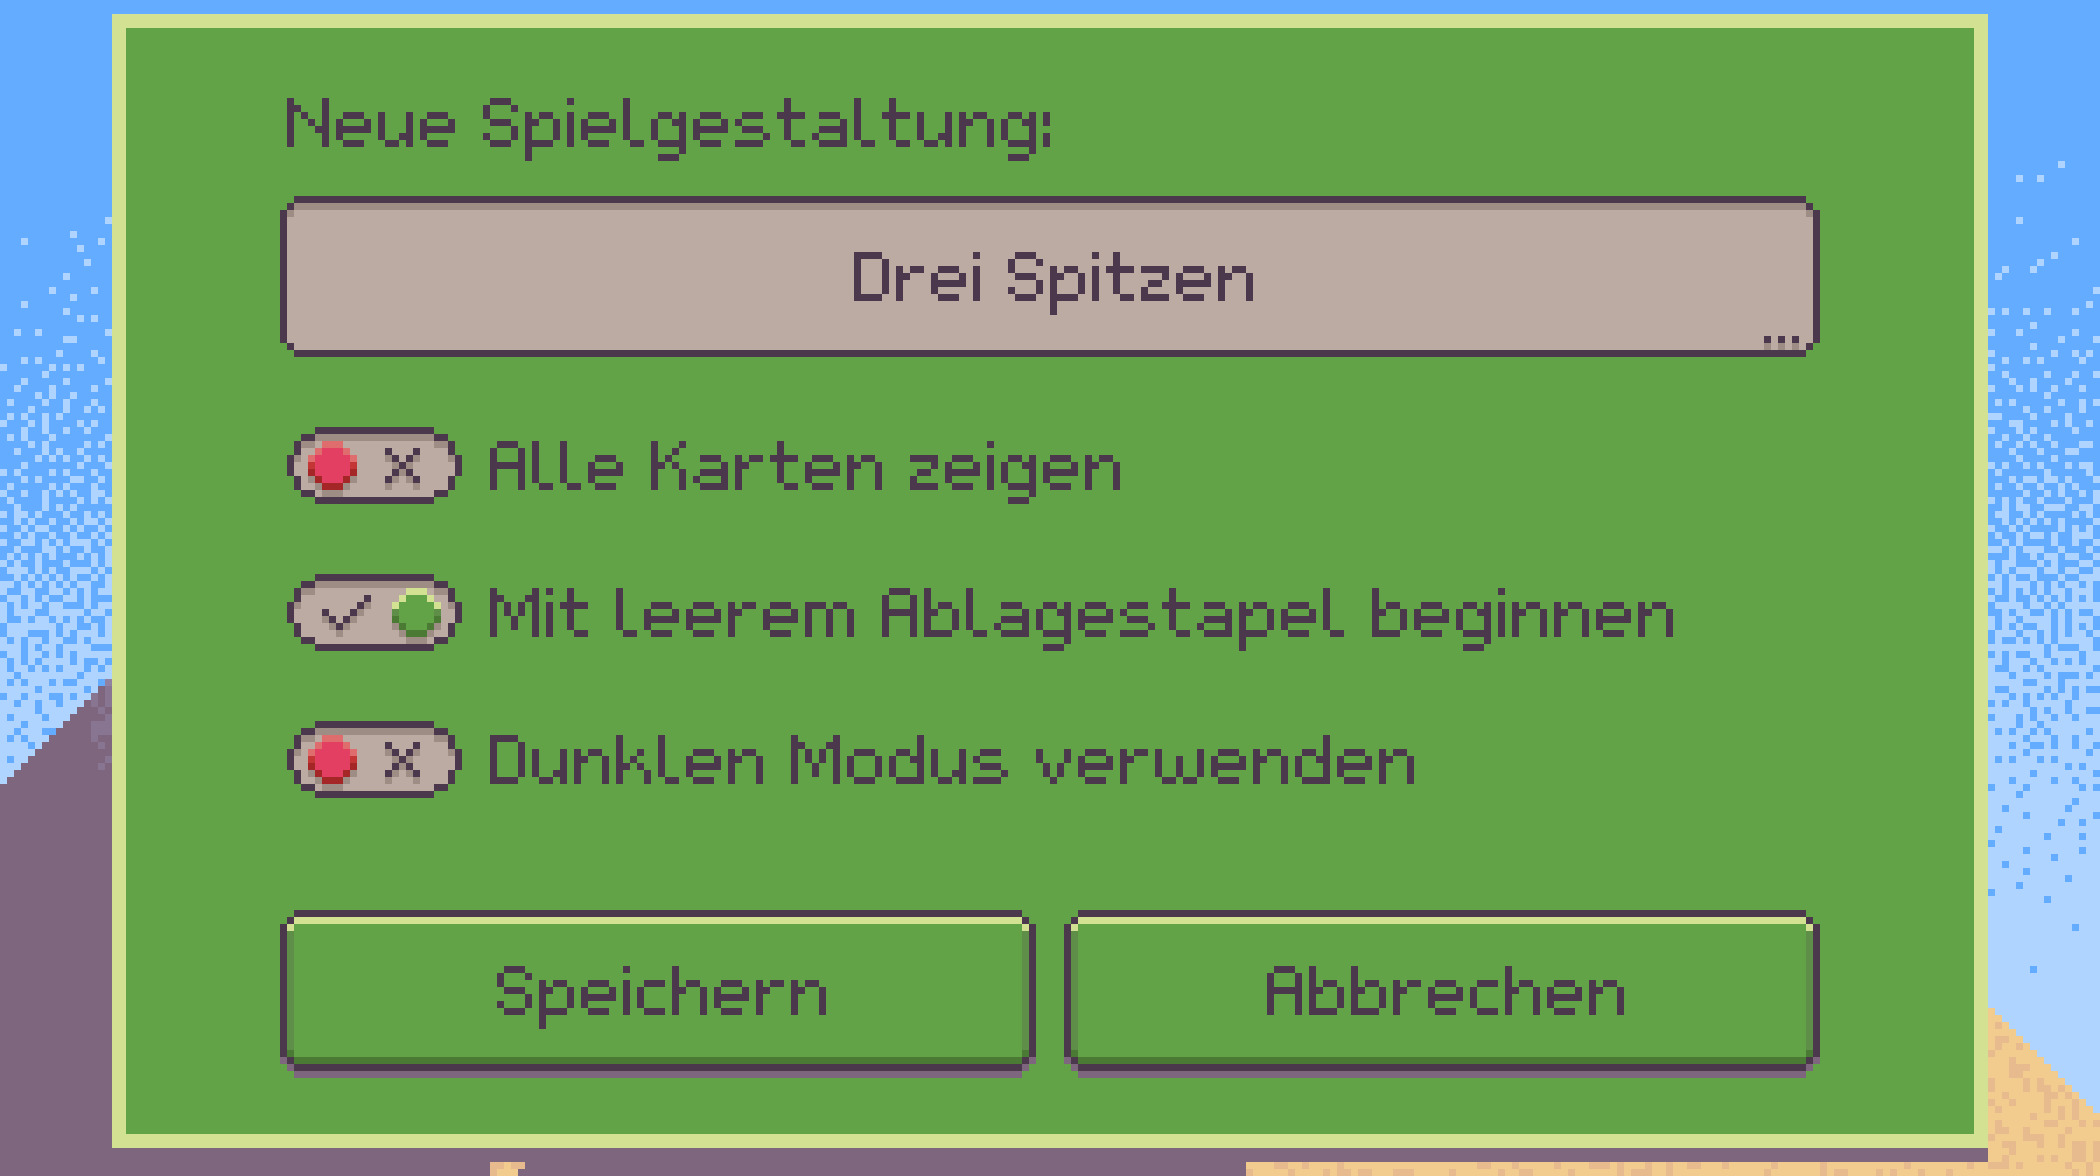 Neue Spielgestaltung:
Drei Spitzen
...
Alle Karten zeigen
Mit leerem Ablagestapel beginnen
Dunklen Modus verwenden
Speichern
Abbrechen